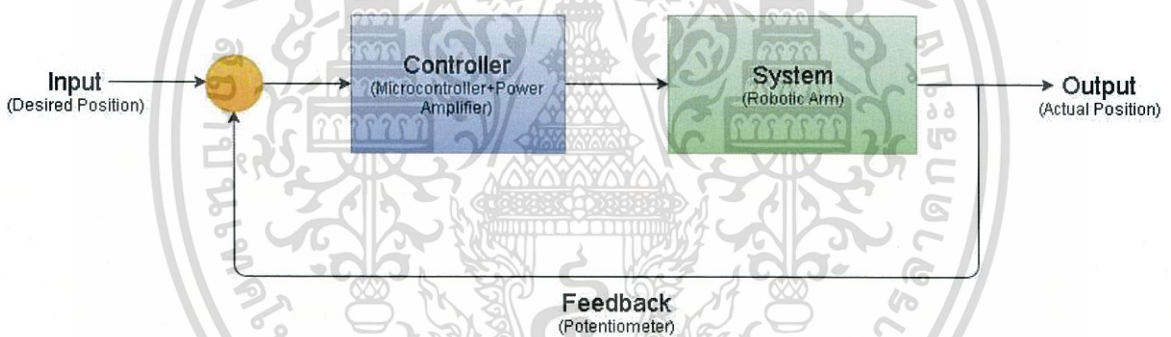 Input
(Desired Position)
Controller
(Microcontroller+Power
Amplifier)
System
(Robotic Arm)
Output
(Actual Position)
Feedback
(Potentiometer)